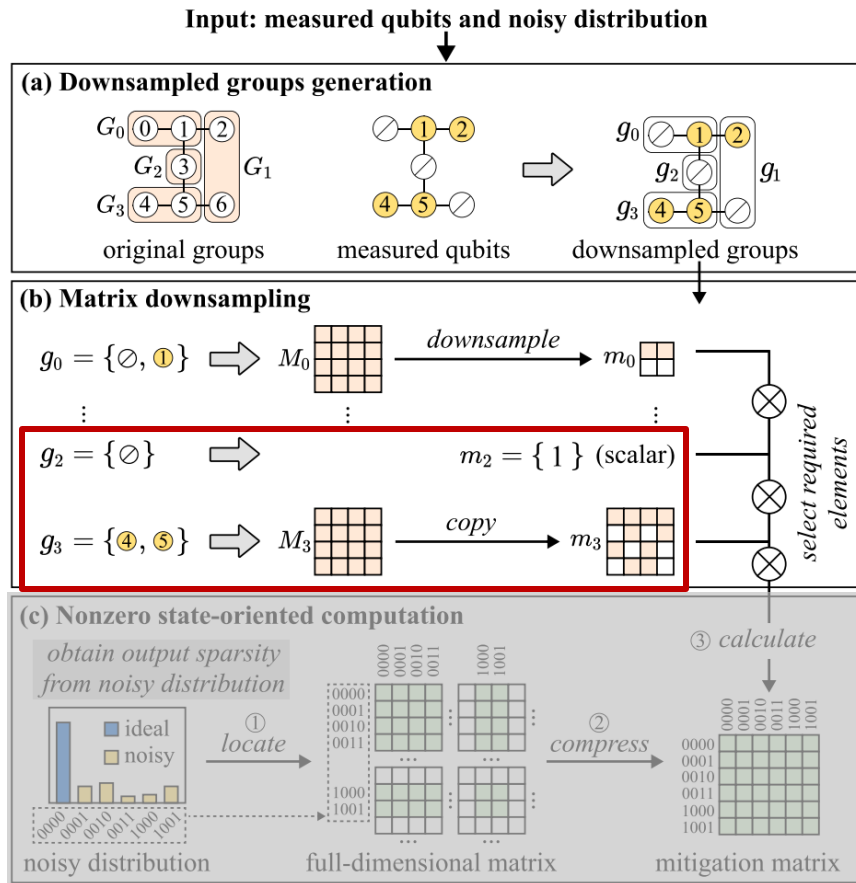 Input: measured qubits and noisy distribution
(a) Downsampled groups generation
G₀ 0 1 2
G₂ 3 G₁
G₃ 4 5 6
original groups
∅ 1 2
∅
4 5 ∅
measured qubits
g₀ ∅ 1 2
g₂ ∅ g₁
g₃ 4 5 ∅
downsampled groups
(b) Matrix downsampling
g₀ = {∅, ①} M₀ downsample m₀
⋮ ⋮ ⋮
g₂ = {∅} m₂ = { 1 } (scalar)
g₃ = {④, ⑤} M₃ copy m₃
select required
elements
(c) Nonzero state-oriented computation
obtain output sparsity
from noisy distribution
ideal
noisy
0000 0001 0010 0011 1000 1001
noisy distribution
① locate
0000 0001 0010 0011 1000 1001
0000
0001
0010
0011
⋮ ⋮
... ...
1000
1001
⋮ ⋮
... ...
full-dimensional matrix
② compress
③ calculate
0000 0001 0010 0011 1000 1001
0000
0001
0010
0011
1000
1001
mitigation matrix